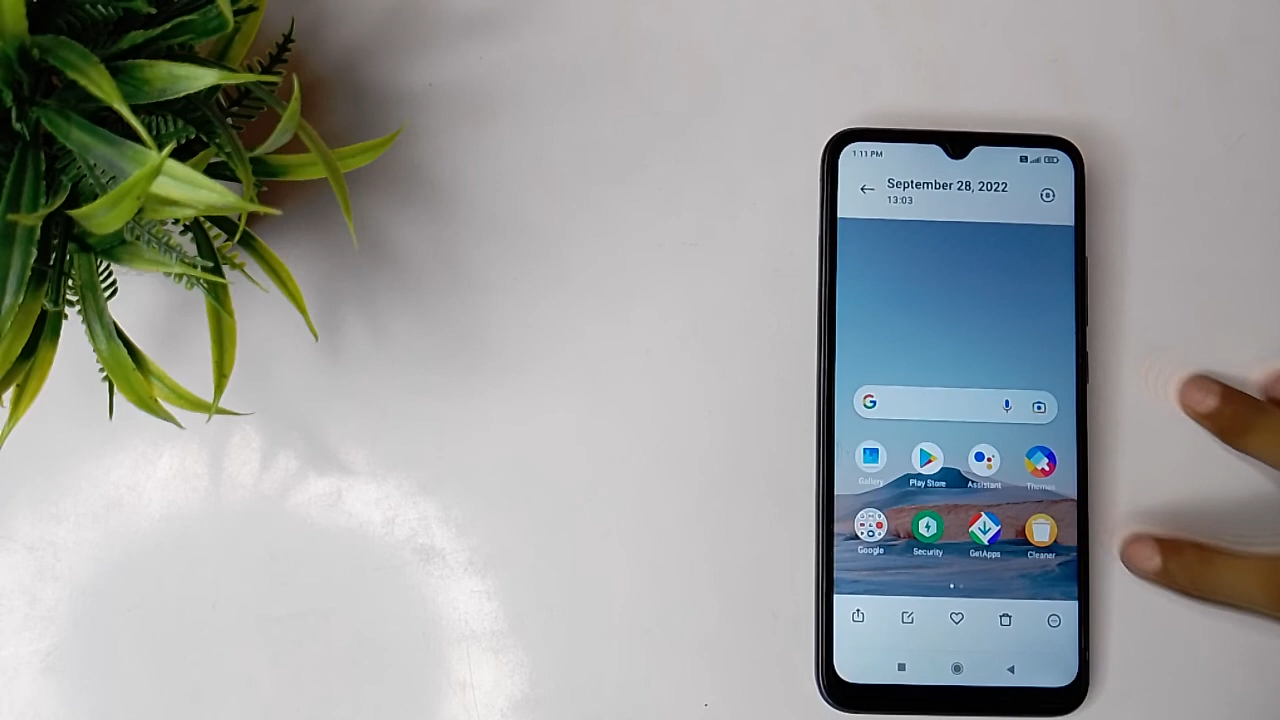 1:11 PM
September 28, 2022
13:03
Gallery Play Store Assistant Themes
Google Security GetApps Cleaner